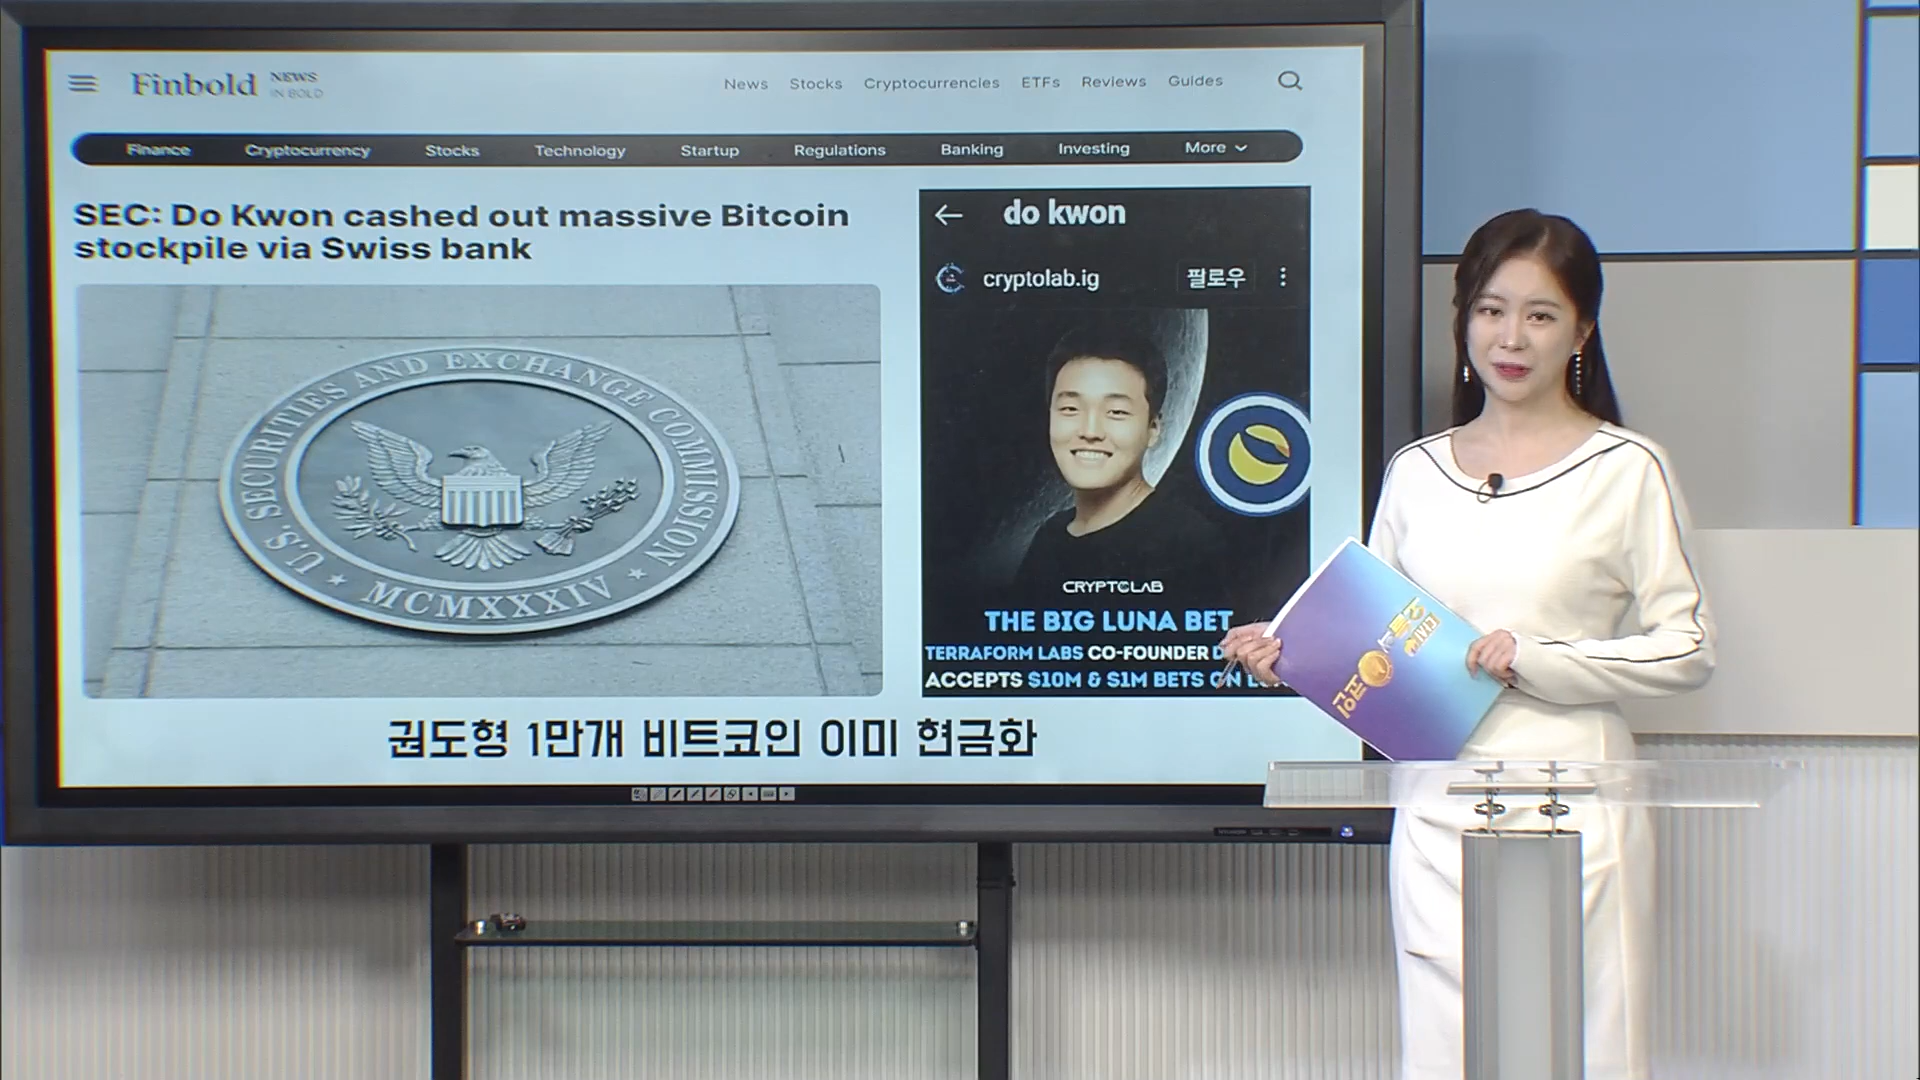 Finbold NEWS
IN BOLD
News Stocks Cryptocurrencies ETFs Reviews Guides
Finance Cryptocurrency Stocks Technology Startup Regulations Banking Investing More
SEC: Do Kwon cashed out massive Bitcoin
stockpile via Swiss bank
U.S. SECURITIES AND EXCHANGE COMMISSION
MCMXXXIV
do kwon
cryptolab.ig 팔로우
CRYPTOLAB
THE BIG LUNA BET
TERRAFORM LABS CO-FOUNDER
ACCEPTS $10M & $1M BETS ON
권도형 1만개 비트코인 이미 현금화